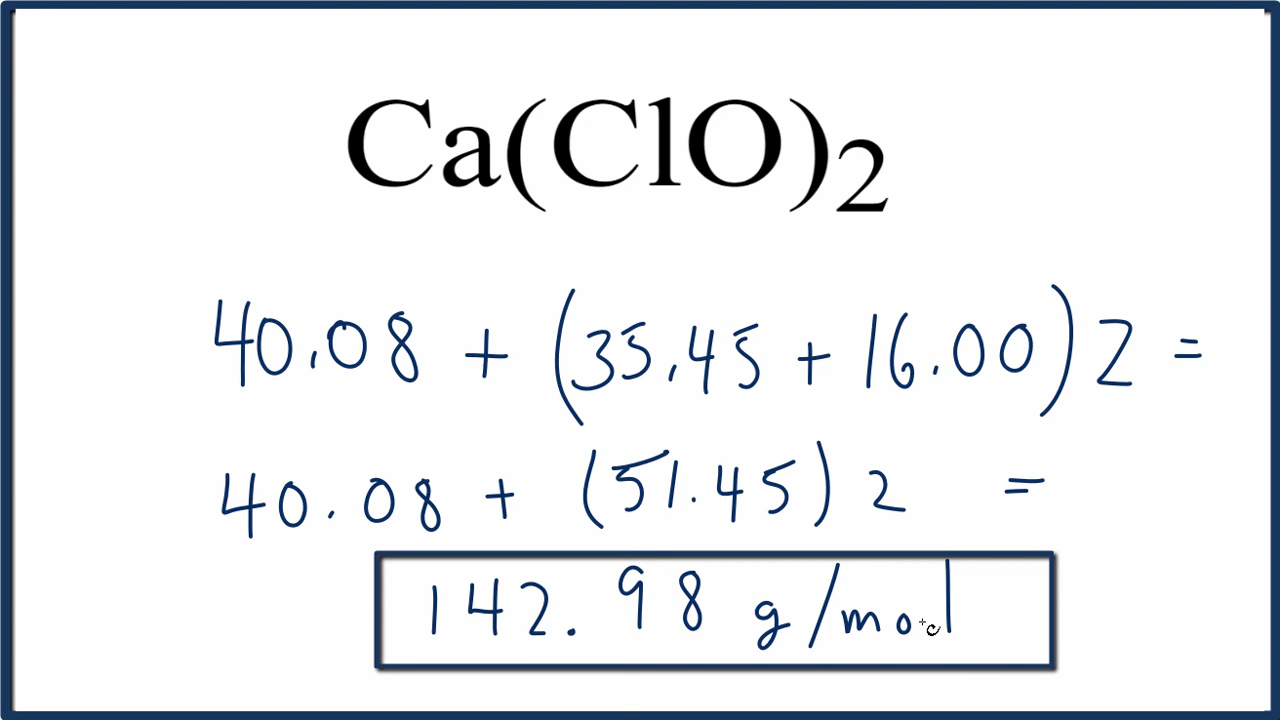 Ca(ClO)₂
40.08 + (35.45 + 16.00) 2 =
40.08 + (51.45) 2 =
142.98 g/mol